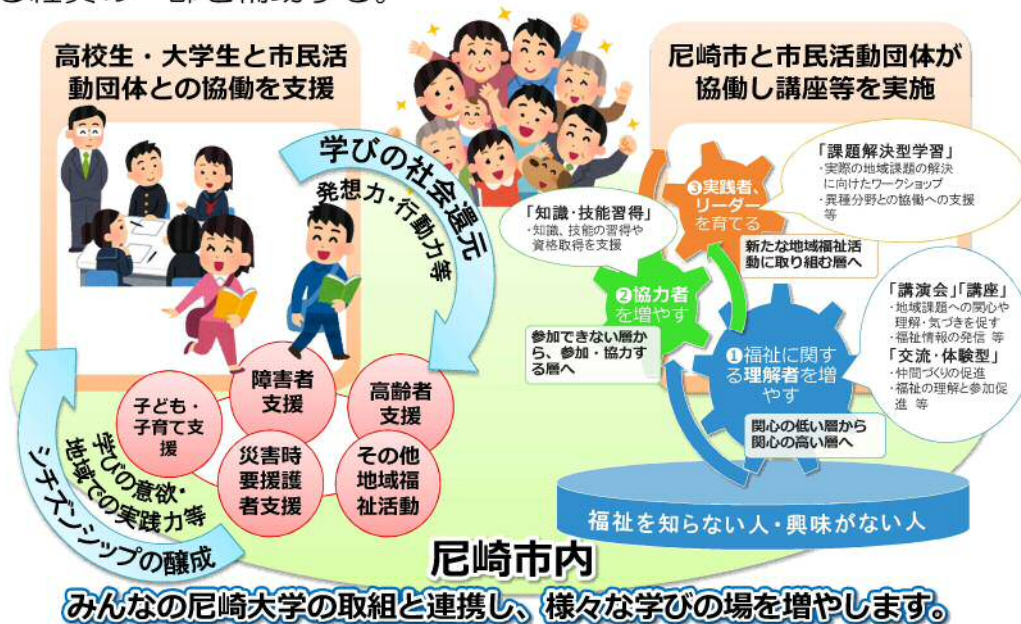 高校生・大学生と市民活
動団体との協働を支援
尼崎市と市民活動団体が
協働し講座等を実施
学びの社会還元
発想力・行動力等
「課題解決型学習」
・実際の地域課題の解決
に向けたワークショップ
・異種分野との協働への支援
等
❸実践者、
リーダー
を育てる
「知識・技能習得」
・知識、技能の習得や
資格取得を支援
新たな地域福祉活
動に取り組む層へ
❷協力者
を増やす
「講演会」「講座」
・地域課題への関心や
理解・気づきを促す
・福祉情報の発信 等
「交流・体験型」
・仲間づくりの促進
・福祉の理解と参加促
進 等
参加できない層か
ら、参加・協力す
る層へ
❶福祉に関す
る理解者を増
やす
関心の低い層から
関心の高い層へ
障害者
支援
高齢者
支援
子ども・
子育て支
援
災害時
要援護
者支援
その他
地域福
祉活動
学びの意欲・
地域での実践力等
シチズンシップの醸成
福祉を知らない人・興味がない人
尼崎市内
みんなの尼崎大学の取組と連携し、様々な学びの場を増やします。